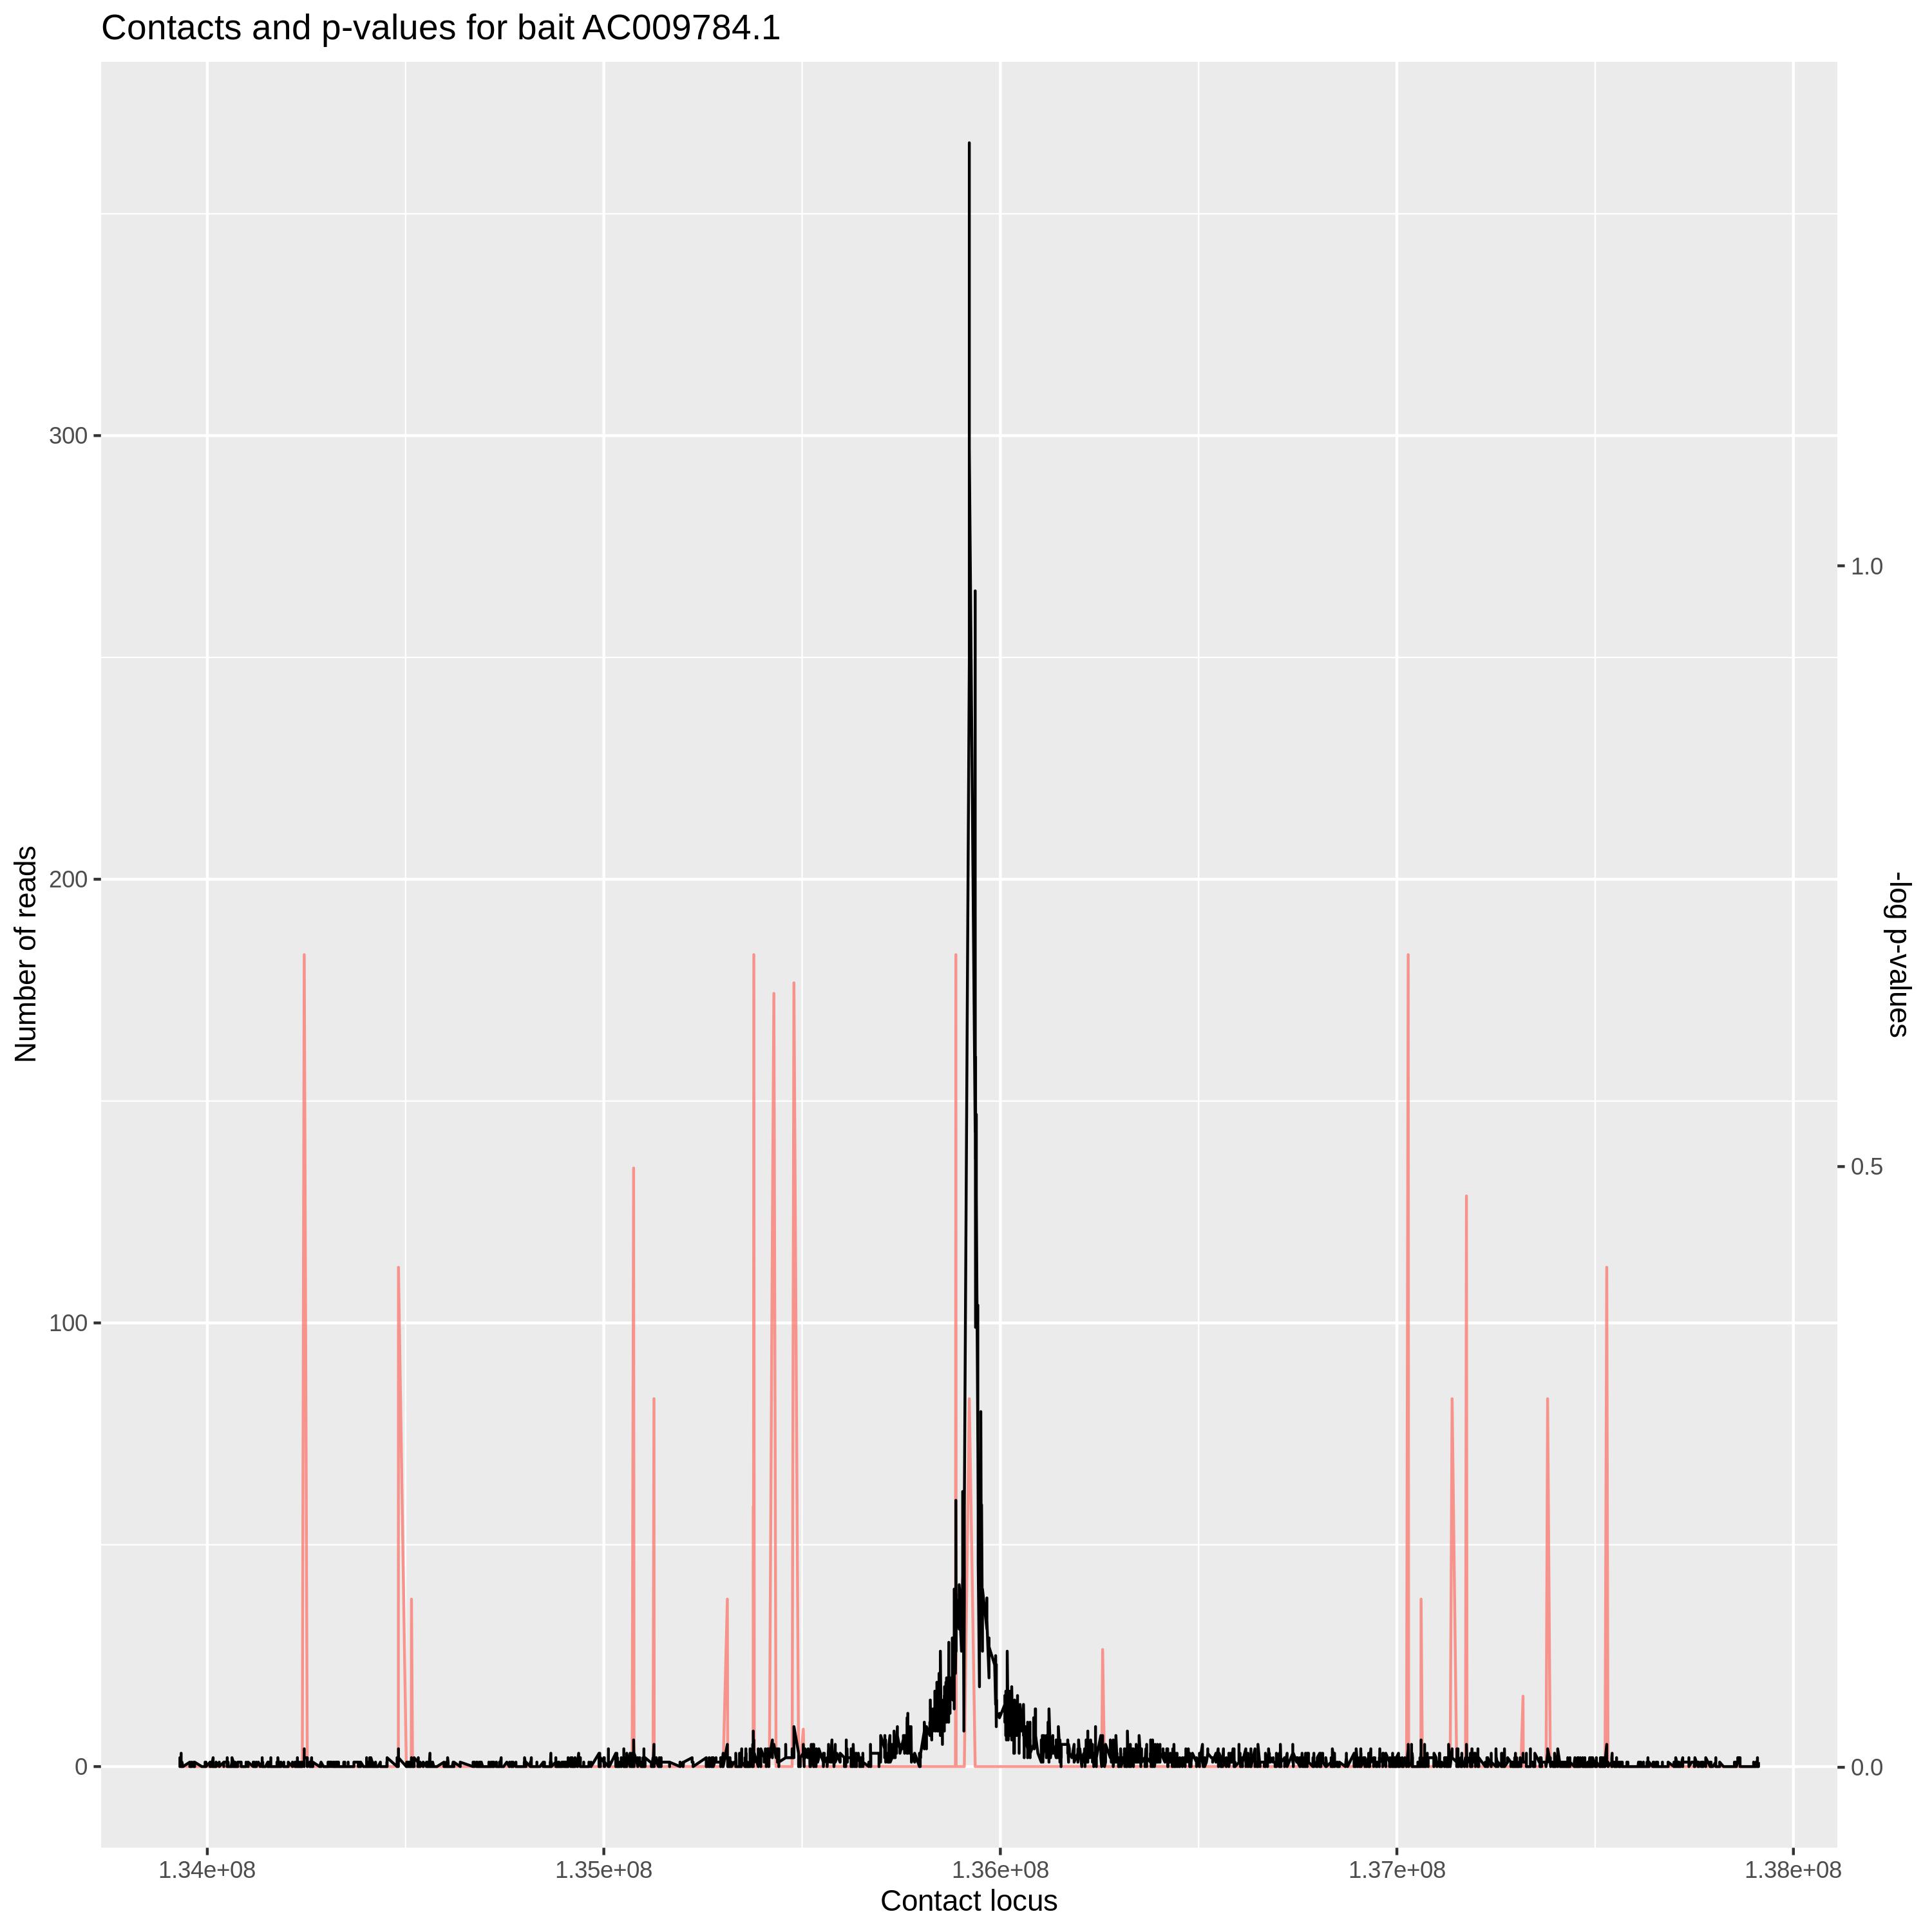 Contacts and p-values for bait AC009784.1
Number of reads
300
200
100
0
1.0
0.5
0.0
-log p-values
1.34e+08
1.35e+08
1.36e+08
1.37e+08
1.38e+08
Contact locus